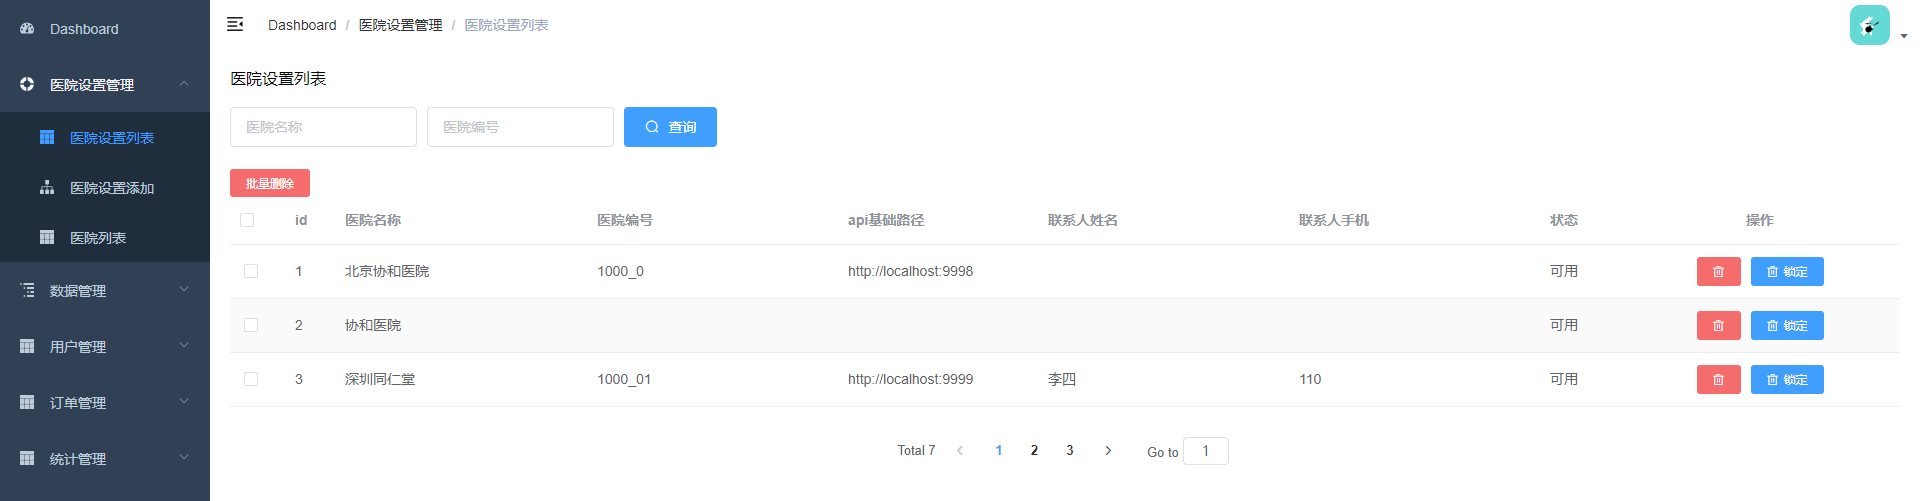 Dashboard
医院设置管理
医院设置列表
医院设置添加
医院列表
数据管理
用户管理
订单管理
统计管理
Dashboard / 医院设置管理 / 医院设置列表
医院设置列表
医院名称 医院编号 查询
批量删除
id 医院名称 医院编号 api基础路径 联系人姓名 联系人手机 状态 操作
1 北京协和医院 1000_0 http://localhost:9998 可用 锁定
2 协和医院 可用 锁定
3 深圳同仁堂 1000_01 http://localhost:9999 李四 110 可用 锁定
Total 7 1 2 3 Go to 1